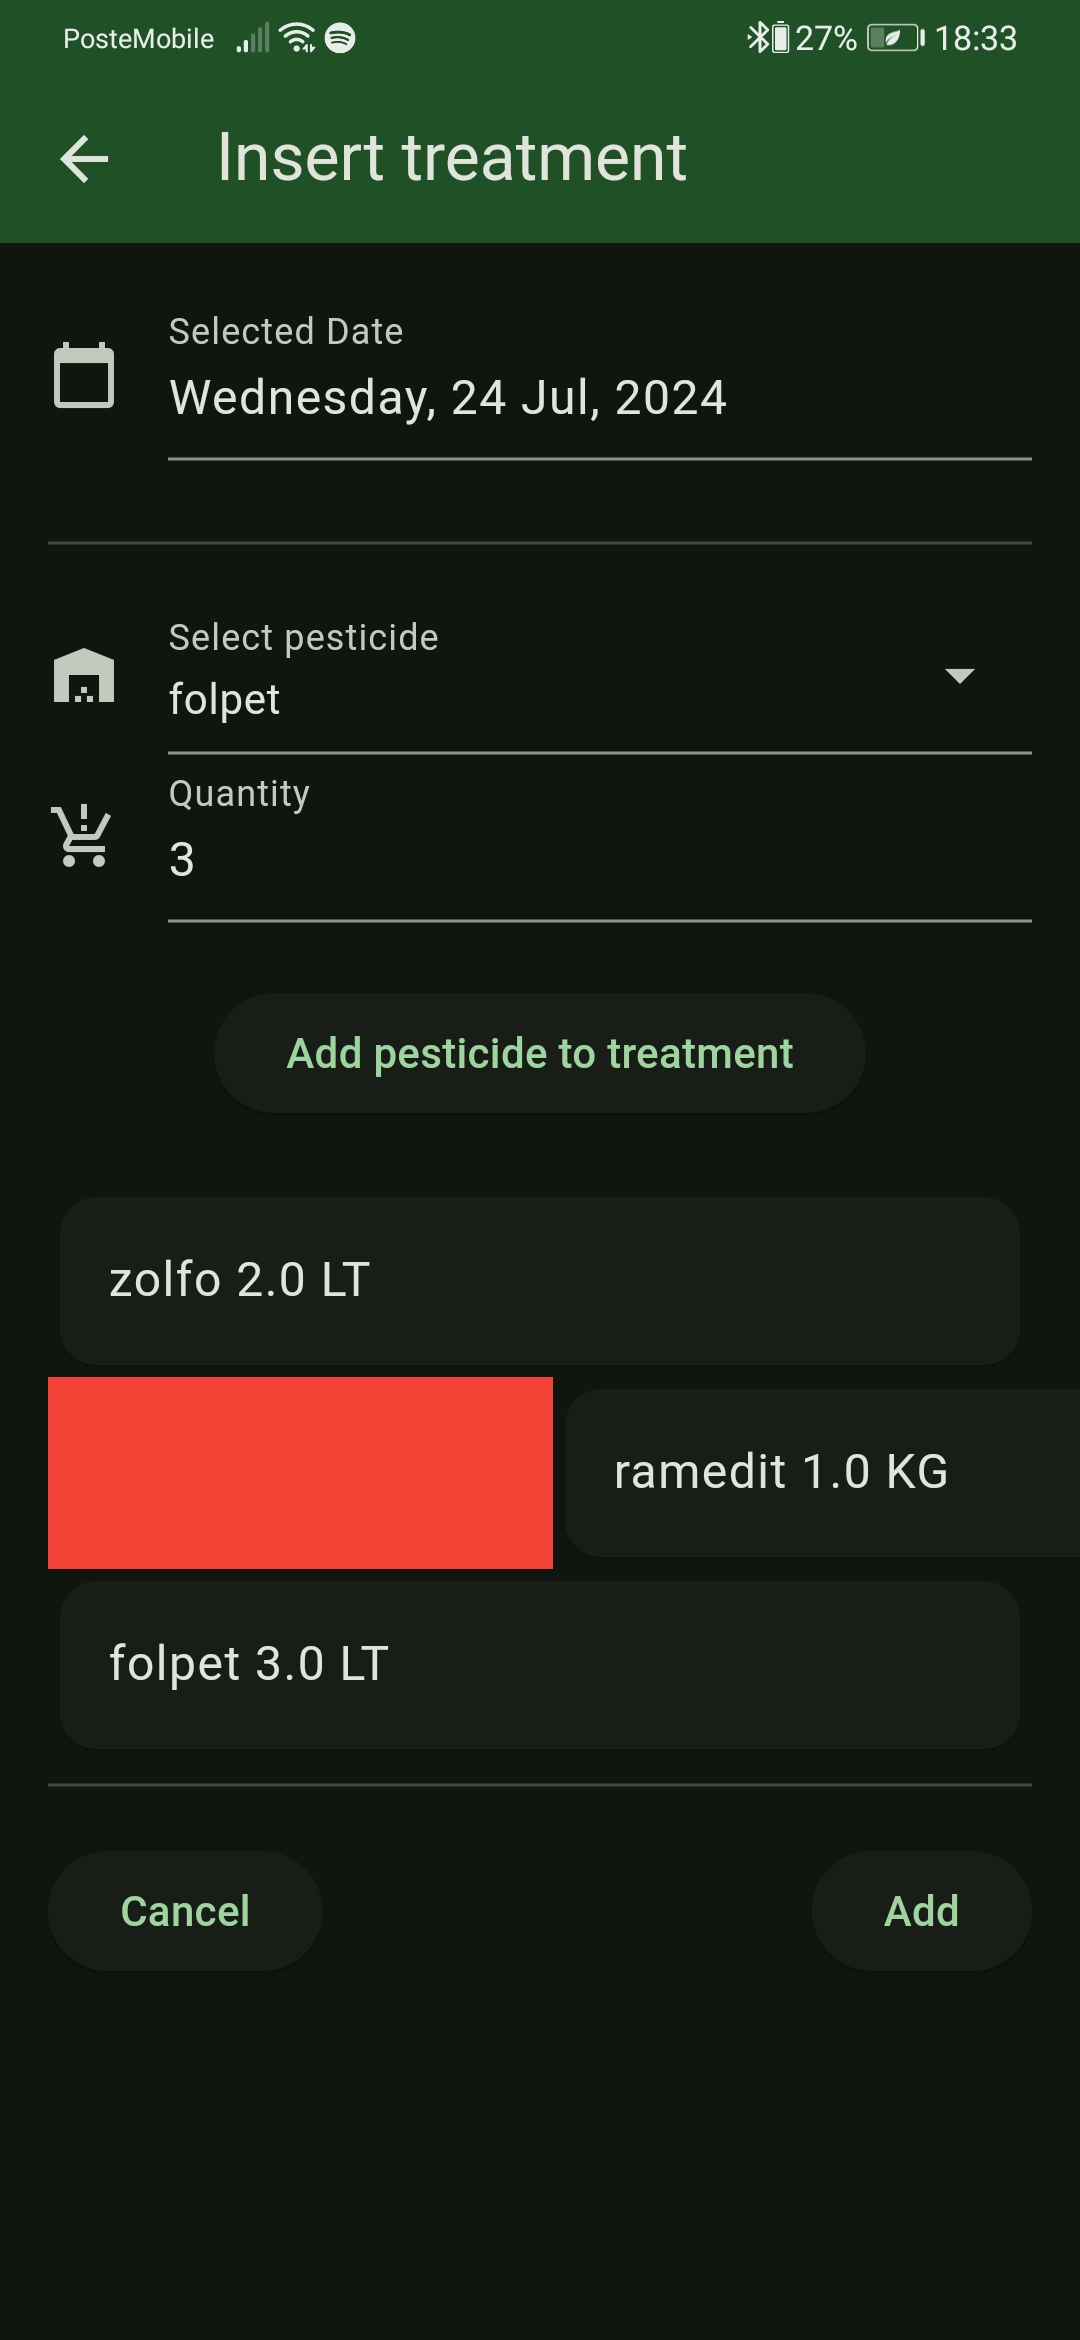 PosteMobile 27% 18:33
Insert treatment
Selected Date
Wednesday, 24 Jul, 2024
Select pesticide
folpet
Quantity
3
Add pesticide to treatment
zolfo 2.0 LT
ramedit 1.0 KG
folpet 3.0 LT
Cancel Add